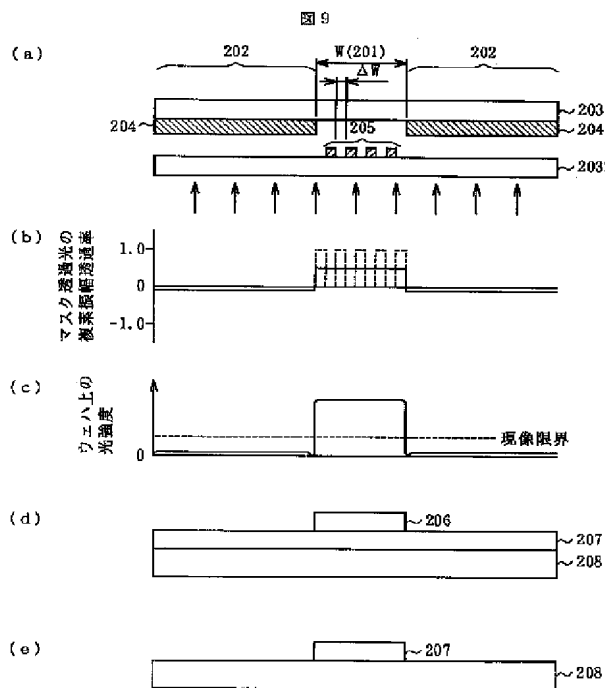 図9
(a)
202 W(201) 202
ΔW
203
204 205 204
203'
(b)
マスク透過光の
複素振幅透過率
1.0
0
-1.0
(c)
ウェハ上の
光強度
0
現像限界
(d)
206
207
208
(e)
207
208